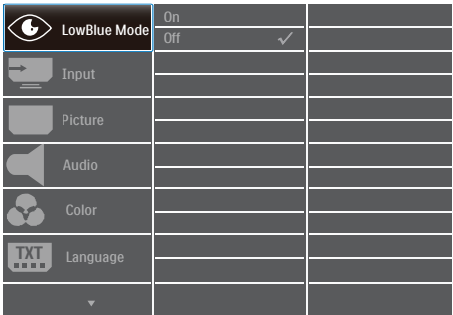 LowBlue Mode
On
Off
Input
Picture
Audio
Color
TXT
Language